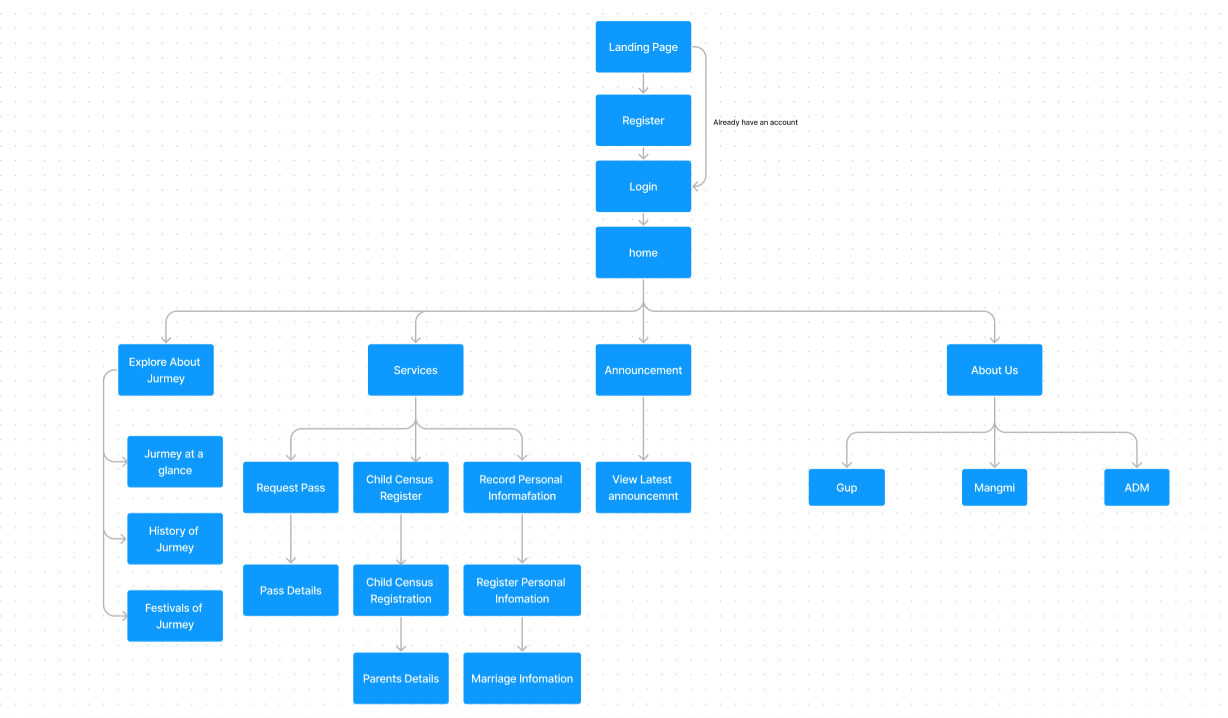 Landing Page
Register
Already have an account
Login
home
Explore About
Jurmey
Services
Announcement
About Us
Jurmey at a
glance
History of
Jurmey
Festivals of
Jurmey
Request Pass
Child Census
Register
Record Personal
Informafation
View Latest
announcemnt
Gup
Mangmi
ADM
Pass Details
Child Census
Registration
Register Personal
Infomation
Parents Details
Marriage Infomation